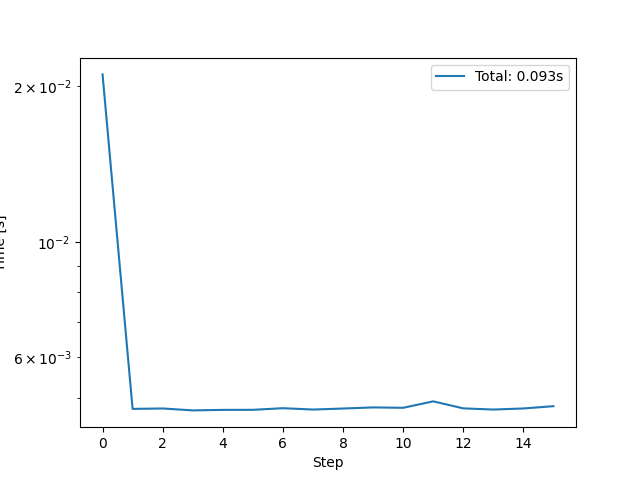 Total: 0.093s
2 × 10⁻²
10⁻²
6 × 10⁻³
[s]
0 2 4 6 8 10 12 14
Step